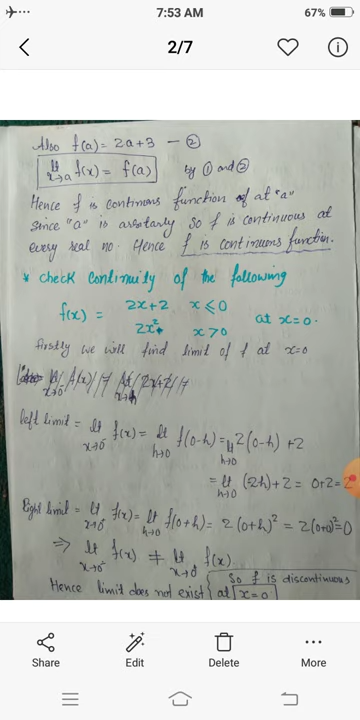 7:53 AM 67%
2/7
Also f(a) = 2a+3 — ②
lt x→a f(x) = f(a) by ① and ②
Hence f is continous function of at "a"
since "a" is arbitarly so f is continuous at
every real no. Hence f is continuous function.
* check continuity of the following
f(x) = 2x+2 x ≤ 0
2x² x > 0 at x=0.
firstly we will find limit of f at x=0
left limit = lt x→0⁻ f(x) = lt h→0 f(0-h) = lt h→0 2(0-h) + 2
= lt h→0 (2h)+2 = 0+2 = 2
Right limit = lt x→0⁺ f(x) = lt h→0 f(0+h) = 2(0+h)² = 2(0+0)² = 0
⇒ lt x→0⁻ f(x) ≠ lt x→0⁺ f(x)
Hence limit does not exist { So f is discontinuous
at x=0
Share Edit Delete More